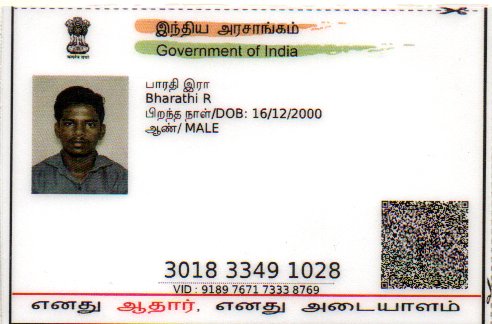 இந்திய அரசாங்கம்
Government of India
பாரதி இரா
Bharathi R
பிறந்த நாள்/DOB: 16/12/2000
ஆண்/ MALE
3018 3349 1028
VID : 9189 7671 7333 8769
எனது ஆதார், எனது அடையாளம்